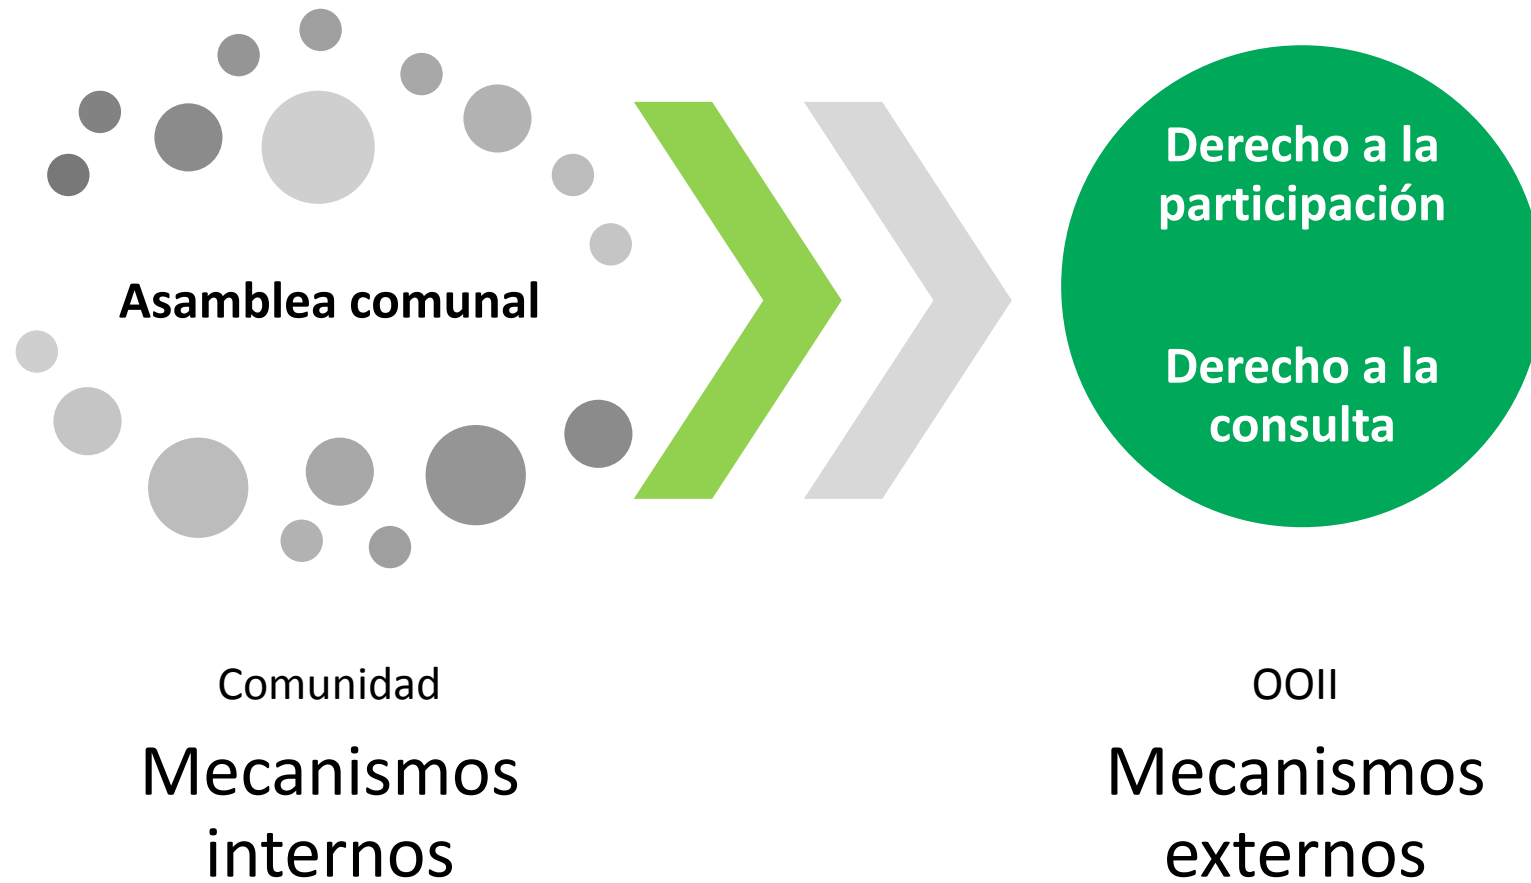 Asamblea comunal
Derecho a la
participación
Derecho a la
consulta
Comunidad
Mecanismos
internos
OOII
Mecanismos
externos